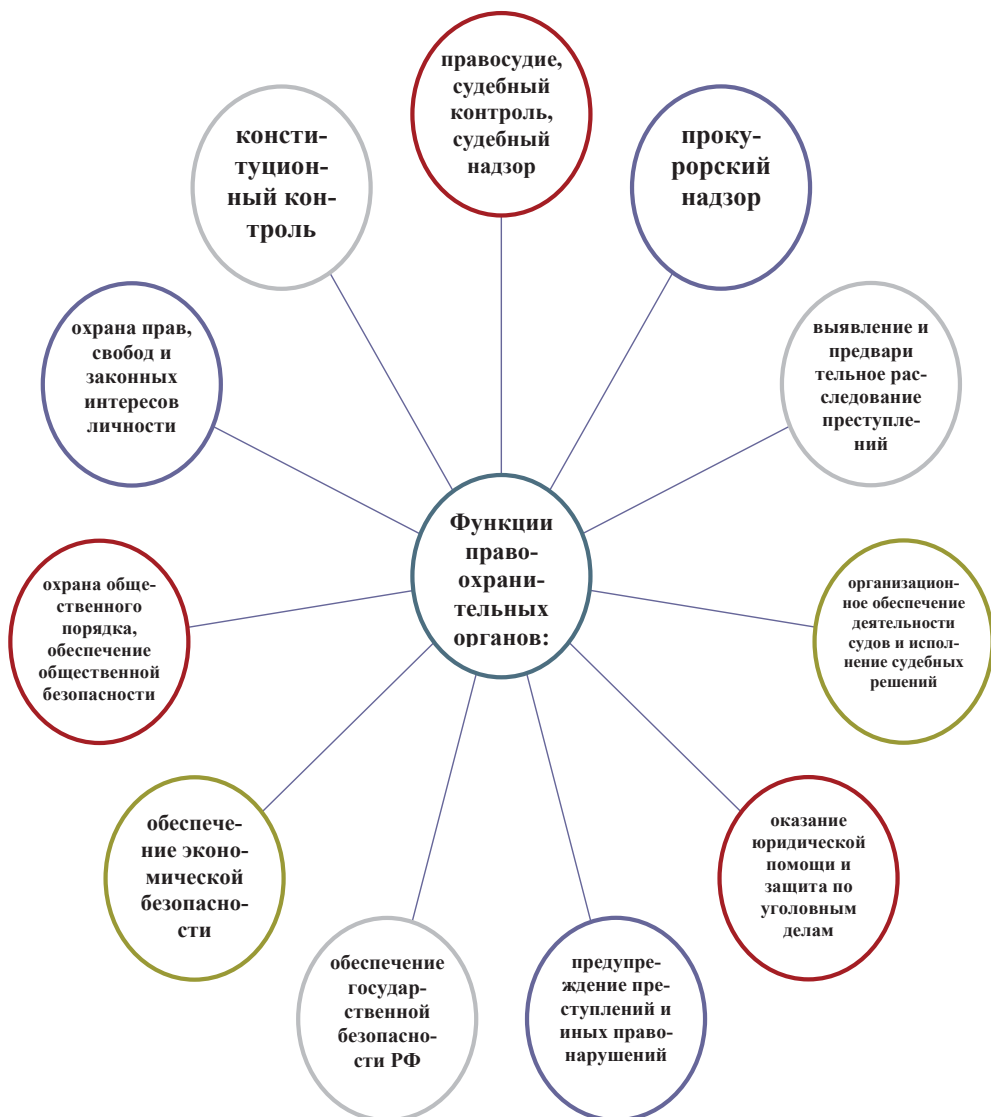 правосудие,
судебный
контроль,
судебный
надзор
проку-
рорский
надзор
выявление и
предвари
тельное рас-
следование
преступле-
ний
организацион-
ное обеспечение
деятельности
судов и испол-
нение судебных
решений
оказание
юридической
помощи и
защита по
уголовным
делам
предупре-
ждение пре-
ступлений и
иных право-
нарушений
обеспечение
государ-
ственной
безопасно-
сти РФ
обеспече-
ние эконо-
мической
безопасно-
сти
охрана обще-
ственного
порядка,
обеспечение
общественной
безопасности
охрана прав,
свобод и
законных
интересов
личности
консти-
туцион-
ный кон-
троль
Функции
право-
охрани-
тельных
органов: